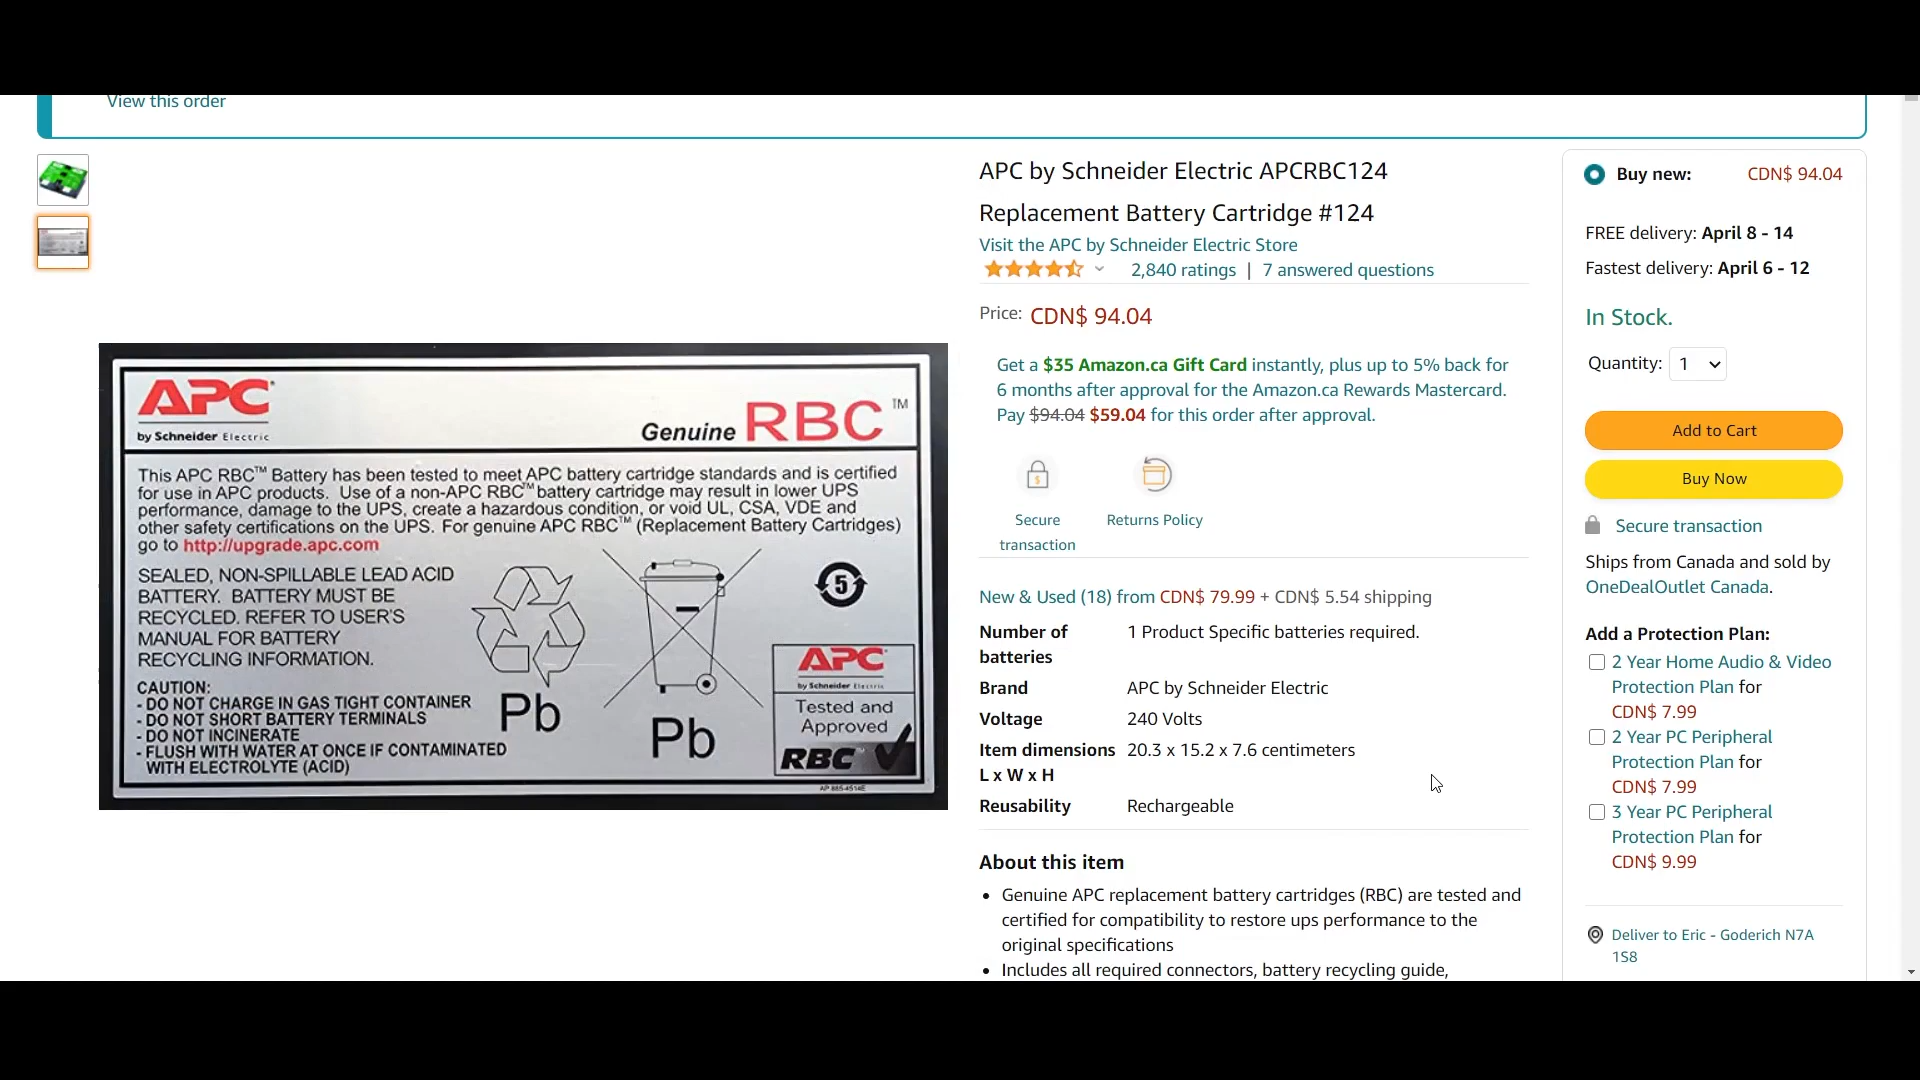 View this order
APC by Schneider Electric APCRBC124
Replacement Battery Cartridge #124
Visit the APC by Schneider Electric Store
2,840 ratings | 7 answered questions
Price: CDN$ 94.04
Get a $35 Amazon.ca Gift Card instantly, plus up to 5% back for
6 months after approval for the Amazon.ca Rewards Mastercard.
Pay $94.04 $59.04 for this order after approval.
Secure
transaction
Returns Policy
New & Used (18) from CDN$ 79.99 + CDN$ 5.54 shipping
Number of
batteries
1 Product Specific batteries required.
Brand
APC by Schneider Electric
Voltage
240 Volts
Item dimensions
L x W x H
20.3 x 15.2 x 7.6 centimeters
Reusability
Rechargeable
About this item
• Genuine APC replacement battery cartridges (RBC) are tested and
certified for compatibility to restore ups performance to the
original specifications
• Includes all required connectors, battery recycling guide,
APC
by Schneider Electric
Genuine RBC™
This APC RBC™ Battery has been tested to meet APC battery cartridge standards and is certified
for use in APC products. Use of a non-APC RBC™ battery cartridge may result in lower UPS
performance, damage to the UPS, create a hazardous condition, or void UL, CSA, VDE and
other safety certifications on the UPS. For genuine APC RBC™ (Replacement Battery Cartridges)
go to http://upgrade.apc.com
SEALED, NON-SPILLABLE LEAD ACID
BATTERY. BATTERY MUST BE
RECYCLED. REFER TO USER'S
MANUAL FOR BATTERY
RECYCLING INFORMATION.
CAUTION:
- DO NOT CHARGE IN GAS TIGHT CONTAINER
- DO NOT SHORT BATTERY TERMINALS
- DO NOT INCINERATE
- FLUSH WITH WATER AT ONCE IF CONTAMINATED
WITH ELECTROLYTE (ACID)
Pb
Pb
5
APC
by Schneider Electric
Tested and
Approved
RBC
Buy new: CDN$ 94.04
FREE delivery: April 8 - 14
Fastest delivery: April 6 - 12
In Stock.
Quantity: 1
Add to Cart
Buy Now
Secure transaction
Ships from Canada and sold by
OneDealOutlet Canada.
Add a Protection Plan:
2 Year Home Audio & Video
Protection Plan for
CDN$ 7.99
2 Year PC Peripheral
Protection Plan for
CDN$ 7.99
3 Year PC Peripheral
Protection Plan for
CDN$ 9.99
Deliver to Eric - Goderich N7A
1S8